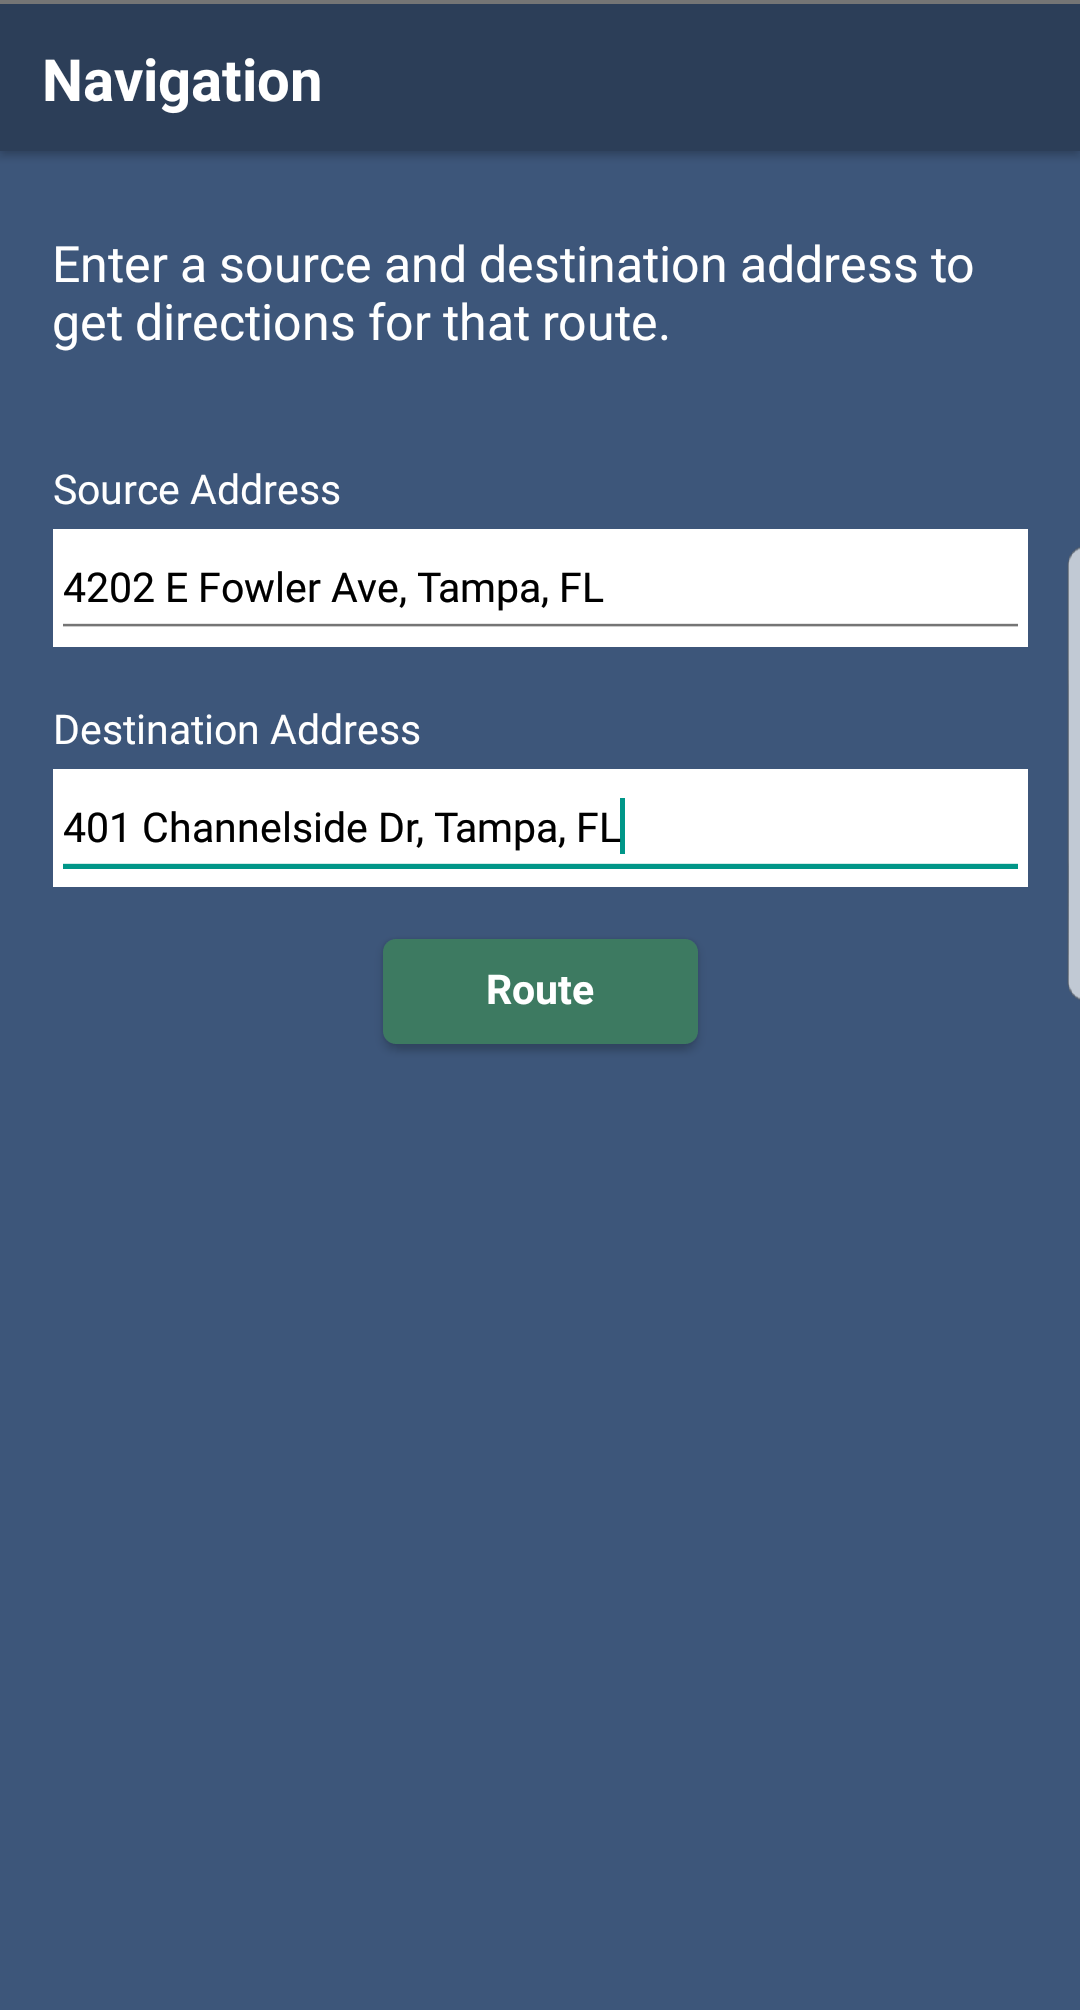 Navigation
Enter a source and destination address to
get directions for that route.
Source Address
4202 E Fowler Ave, Tampa, FL
Destination Address
401 Channelside Dr, Tampa, FL
Route